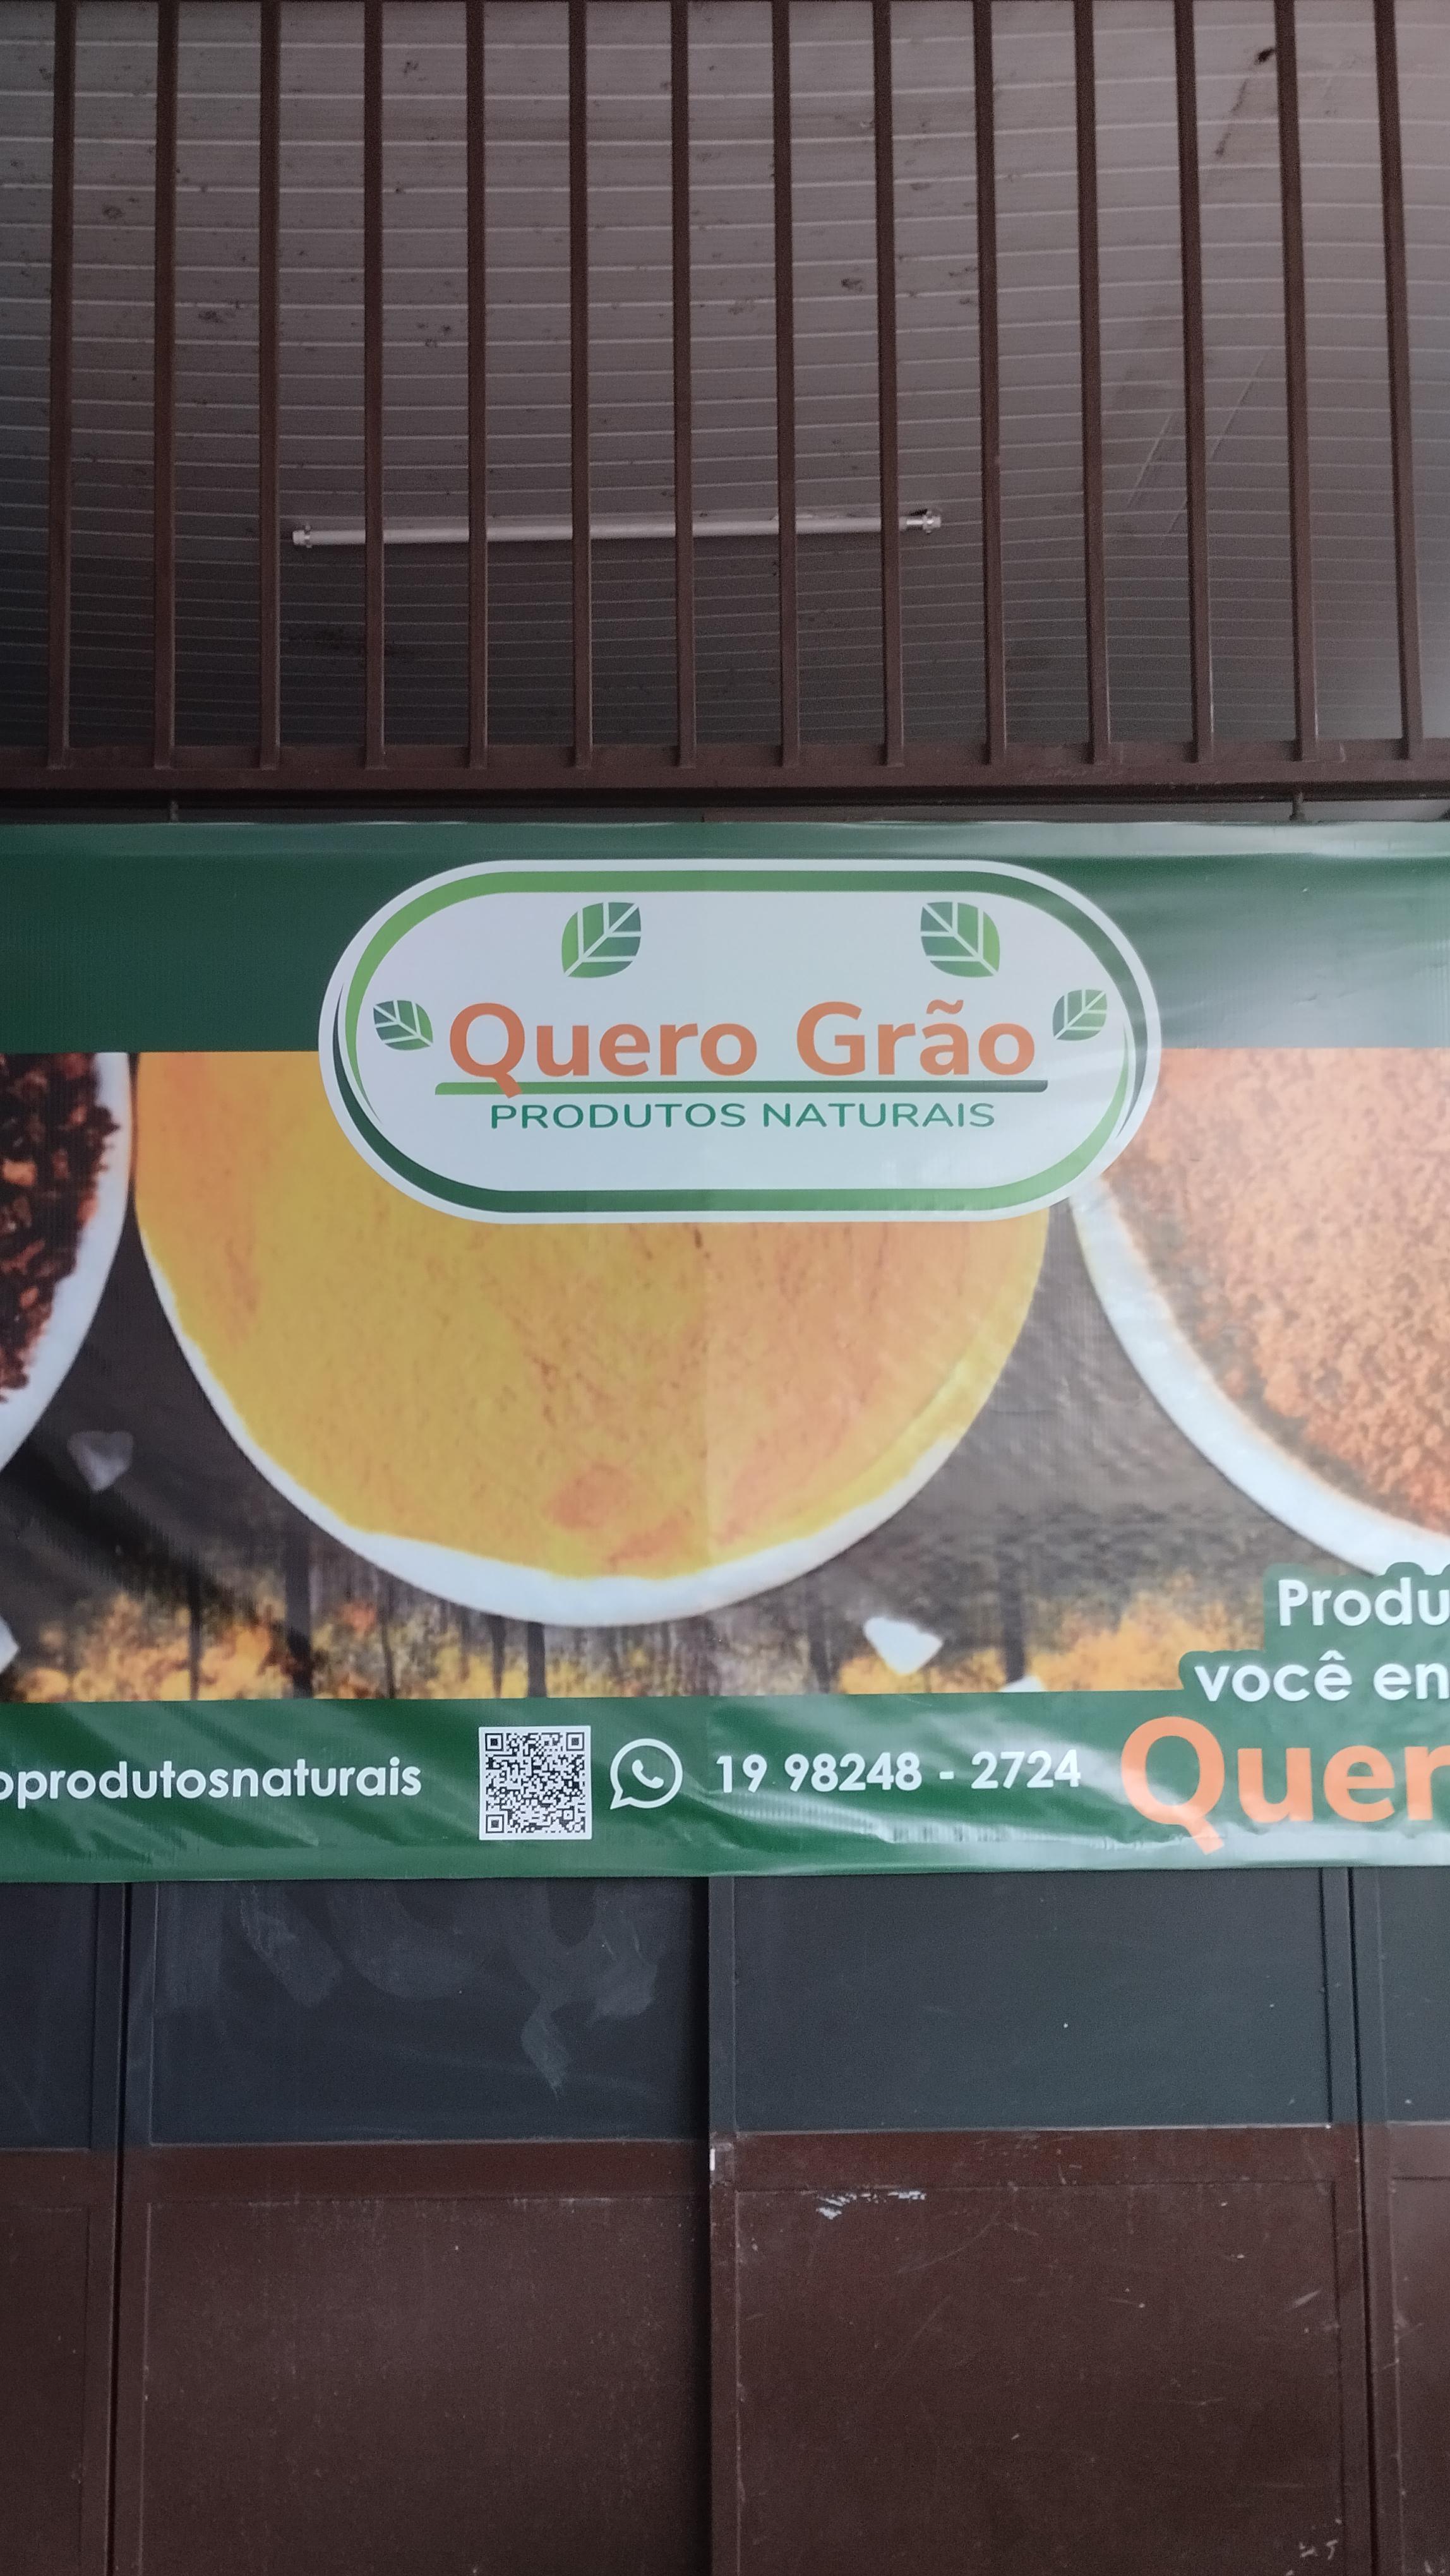 Quero Grão
PRODUTOS NATURAIS
Produ
você en
Quer
oprodutosnaturais
19 98248 - 2724